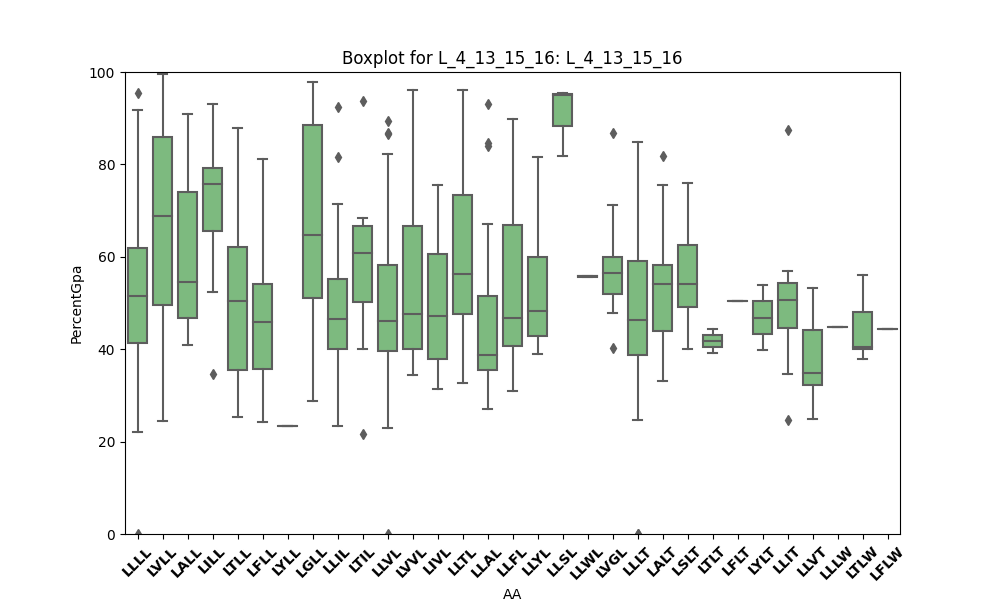 Boxplot for L_4_13_15_16: L_4_13_15_16
100
80
60
40
20
0
PercentGpa
LLLL LVLL LALL LILL LTLL LFLL LYLL LGLL LLIL LTIL LLVL LVVL LIVL LLTL LLAL LLFL LLYL LLSL LLWL LVGL LLLT LALT LSLT LTLT LFLT LYLT LLIT LLVT LLLW LTLW LFLW
AA